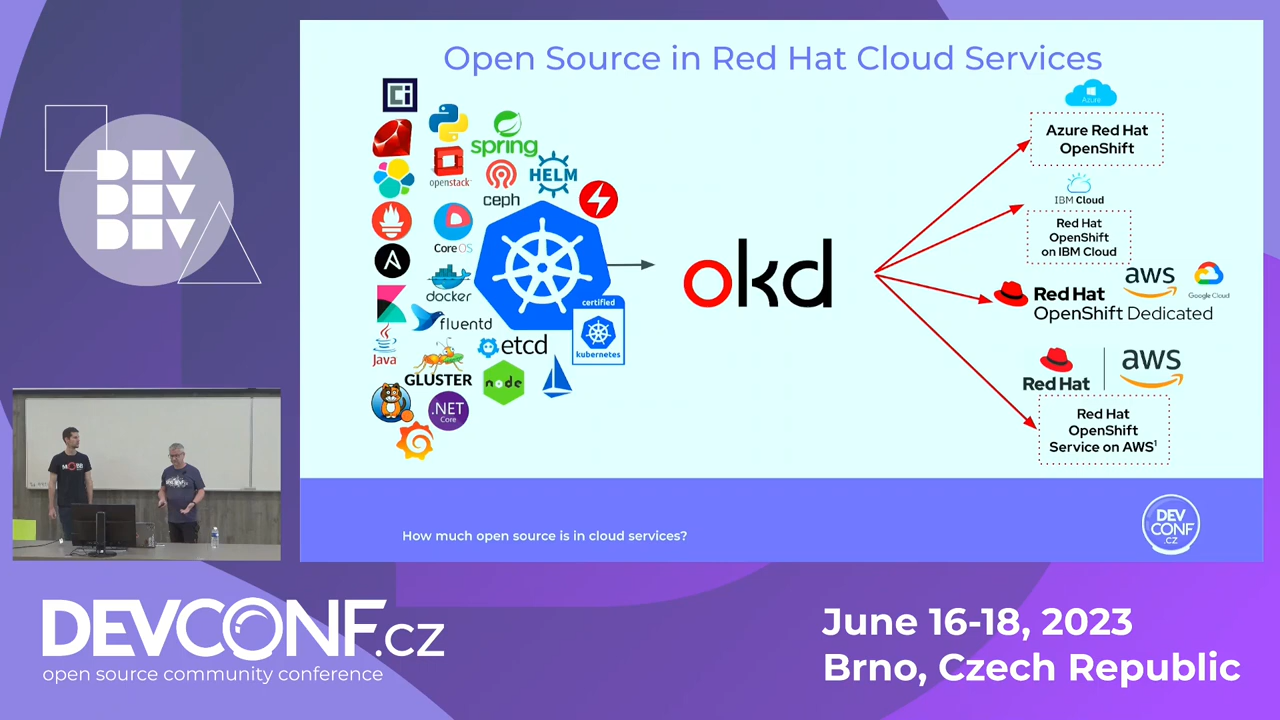 Open Source in Red Hat Cloud Services
Ci
spring
openstack
HELM
ceph
CoreOS
docker
fluentd
Java
etcd
GLUSTER
node
.NET
Core
certified
kubernetes
okd
Azure
Azure Red Hat
OpenShift
IBM Cloud
Red Hat
OpenShift
on IBM Cloud
aws
Google Cloud
Red Hat
OpenShift Dedicated
Red Hat
aws
Red Hat
OpenShift
Service on AWS¹
How much open source is in cloud services?
DEV
CONF
.CZ
DEV
DEV
DEV
DEVCONF.cz
open source community conference
June 16-18, 2023
Brno, Czech Republic